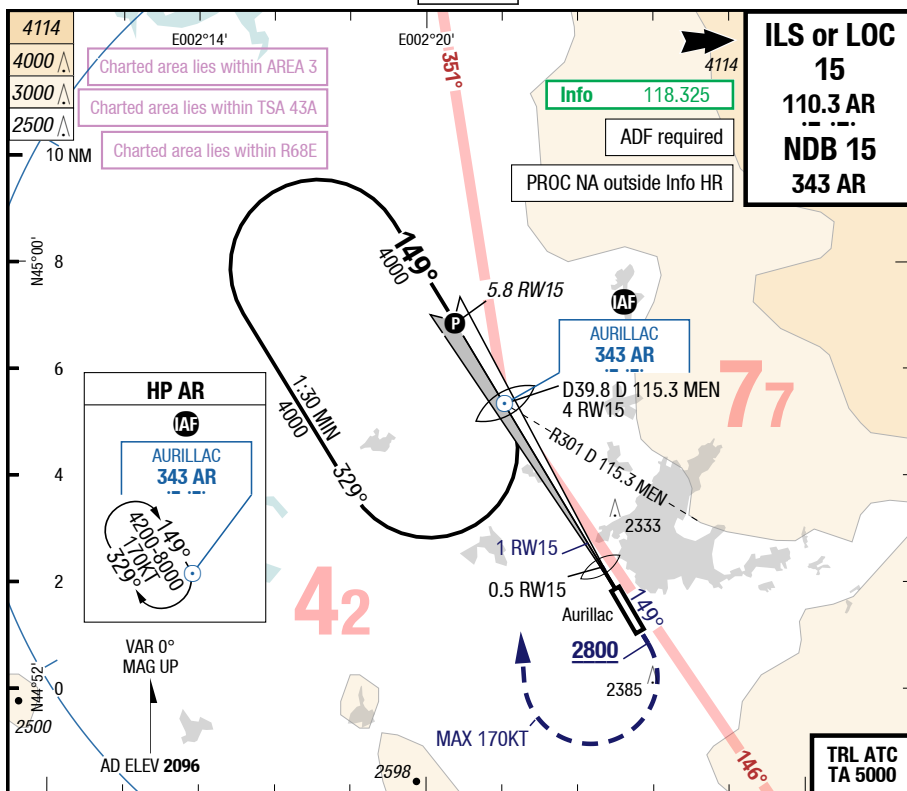 4114
4000
3000
2500
E002°14'
E002°20'
Charted area lies within AREA 3
Charted area lies within TSA 43A
Charted area lies within R68E
10 NM
351°
4114
Info 118.325
ADF required
PROC NA outside Info HR
ILS or LOC
15
110.3 AR
NDB 15
343 AR
N45°00'
8
149°
4000
5.8 RW15
P
IAF
AURILLAC
343 AR
D39.8 D 115.3 MEN
4 RW15
77
6
HP AR
IAF
AURILLAC
343 AR
149°
4200-8000
170KT
329°
1:30 MIN
4000
329°
4
R301 D 115.3 MEN
2333
1 RW15
2
0.5 RW15
42
Aurillac
149°
VAR 0°
MAG UP
2800
2385
N44°52'
0
2500
MAX 170KT
AD ELEV 2096
2598
146°
TRL ATC
TA 5000